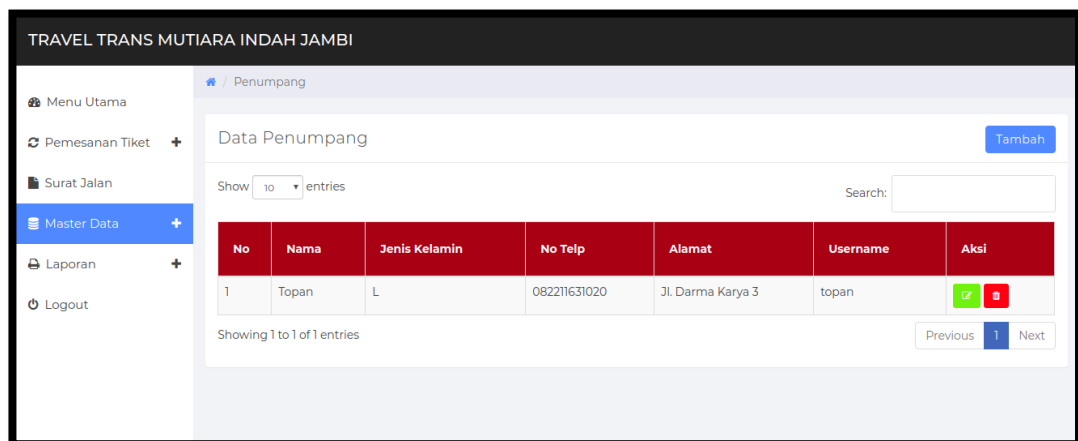 TRAVEL TRANS MUTIARA INDAH JAMBI
/ Penumpang
Menu Utama
Pemesanan Tiket +
Surat Jalan
Master Data +
Laporan +
Logout
Data Penumpang
Tambah
Show 10 entries
Search:
No Nama Jenis Kelamin No Telp Alamat Username Aksi
1 Topan L 082211631020 Jl. Darma Karya 3 topan
Showing 1 to 1 of 1 entries
Previous 1 Next